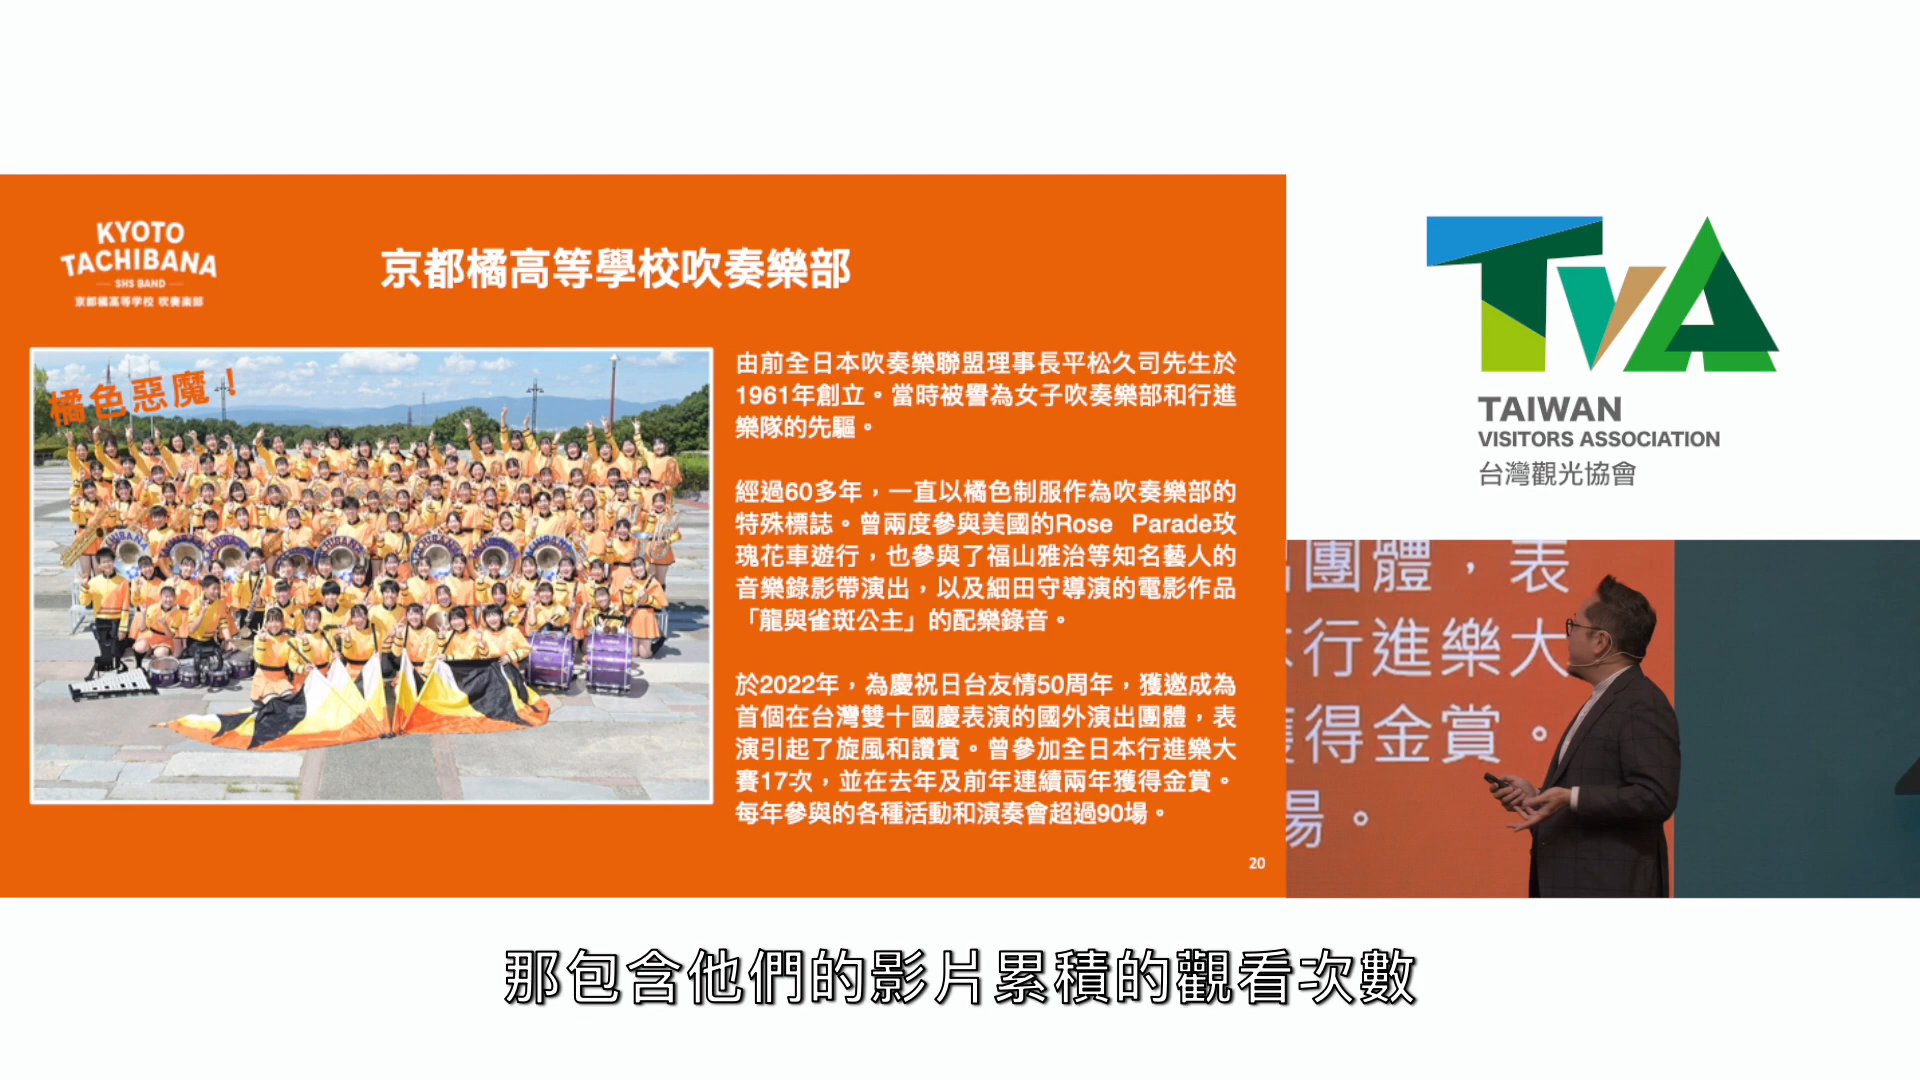 KYOTO
TACHIBANA
SHS BAND
京都橘高等学校 吹奏楽部
京都橘高等學校吹奏樂部
橘色惡魔！
由前全日本吹奏樂聯盟理事長平松久司先生於
1961年創立。當時被譽為女子吹奏樂部和行進
樂隊的先驅。
經過60多年，一直以橘色制服作為吹奏樂部的
特殊標誌。曾兩度參與美國的Rose Parade玫
瑰花車遊行，也參與了福山雅治等知名藝人的
音樂錄影帶演出，以及細田守導演的電影作品
「龍與雀斑公主」的配樂錄音。
於2022年，為慶祝日台友情50周年，獲邀成為
首個在台灣雙十國慶表演的國外演出團體，表
演引起了旋風和讚賞。曾參加全日本行進樂大
賽17次，並在去年及前年連續兩年獲得金賞。
每年參與的各種活動和演奏會超過90場。
20
TVA
TAIWAN
VISITORS ASSOCIATION
台灣觀光協會
團體，表
行進樂大
得金賞。
場。
那包含他們的影片累積的觀看次數